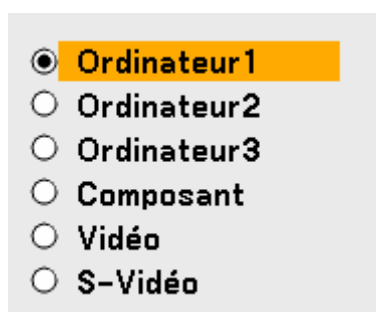 Ordinateur1
Ordinateur2
Ordinateur3
Composant
Vidéo
S-Vidéo